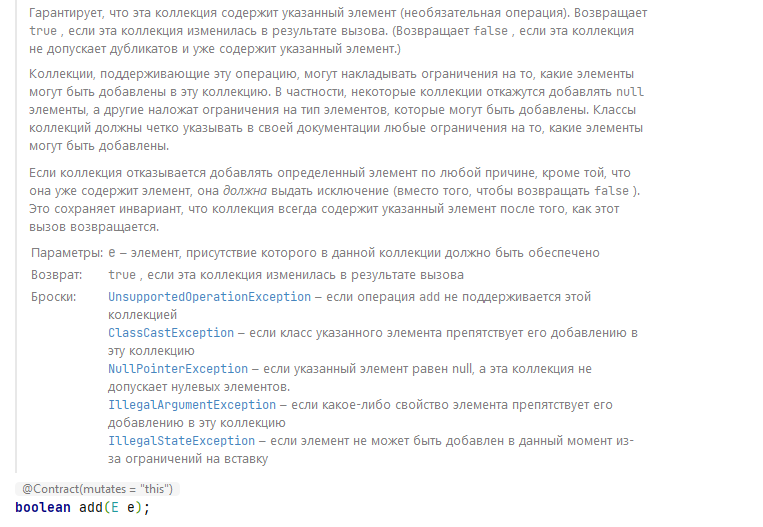 Гарантирует, что эта коллекция содержит указанный элемент (необязательная операция). Возвращает
true , если эта коллекция изменилась в результате вызова. (Возвращает false , если эта коллекция
не допускает дубликатов и уже содержит указанный элемент.)
Коллекции, поддерживающие эту операцию, могут накладывать ограничения на то, какие элементы
могут быть добавлены в эту коллекцию. В частности, некоторые коллекции откажутся добавлять null
элементы, а другие наложат ограничения на тип элементов, которые могут быть добавлены. Классы
коллекций должны четко указывать в своей документации любые ограничения на то, какие элементы
могут быть добавлены.
Если коллекция отказывается добавлять определенный элемент по любой причине, кроме той, что
она уже содержит элемент, она должна выдать исключение (вместо того, чтобы возвращать false ).
Это сохраняет инвариант, что коллекция всегда содержит указанный элемент после того, как этот
вызов возвращается.
Параметры: e – элемент, присутствие которого в данной коллекции должно быть обеспечено
Возврат: true , если эта коллекция изменилась в результате вызова
Броски: UnsupportedOperationException – если операция add не поддерживается этой
коллекцией
ClassCastException – если класс указанного элемента препятствует его добавлению в
эту коллекцию
NullPointerException – если указанный элемент равен null, а эта коллекция не
допускает нулевых элементов.
IllegalArgumentException – если какое-либо свойство элемента препятствует его
добавлению в эту коллекцию
IllegalStateException – если элемент не может быть добавлен в данный момент из-
за ограничений на вставку
@Contract(mutates = "this")
boolean add(E e);